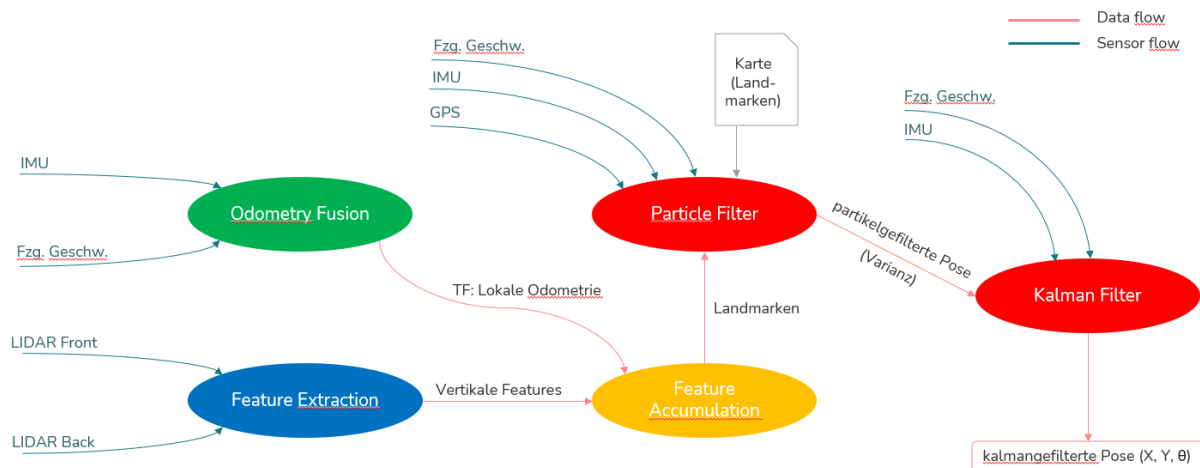 Data flow
Sensor flow
Fzg. Geschw.
IMU
GPS
Karte
(Land-
marken)
Fzg. Geschw.
IMU
IMU
Odometry Fusion
Fzg. Geschw.
Particle Filter
partikelgefilterte Pose
(Varianz)
Kalman Filter
TF: Lokale Odometrie
Landmarken
LIDAR Front
Feature Extraction
LIDAR Back
Vertikale Features
Feature
Accumulation
kalmangefilterte Pose (X, Y, θ)